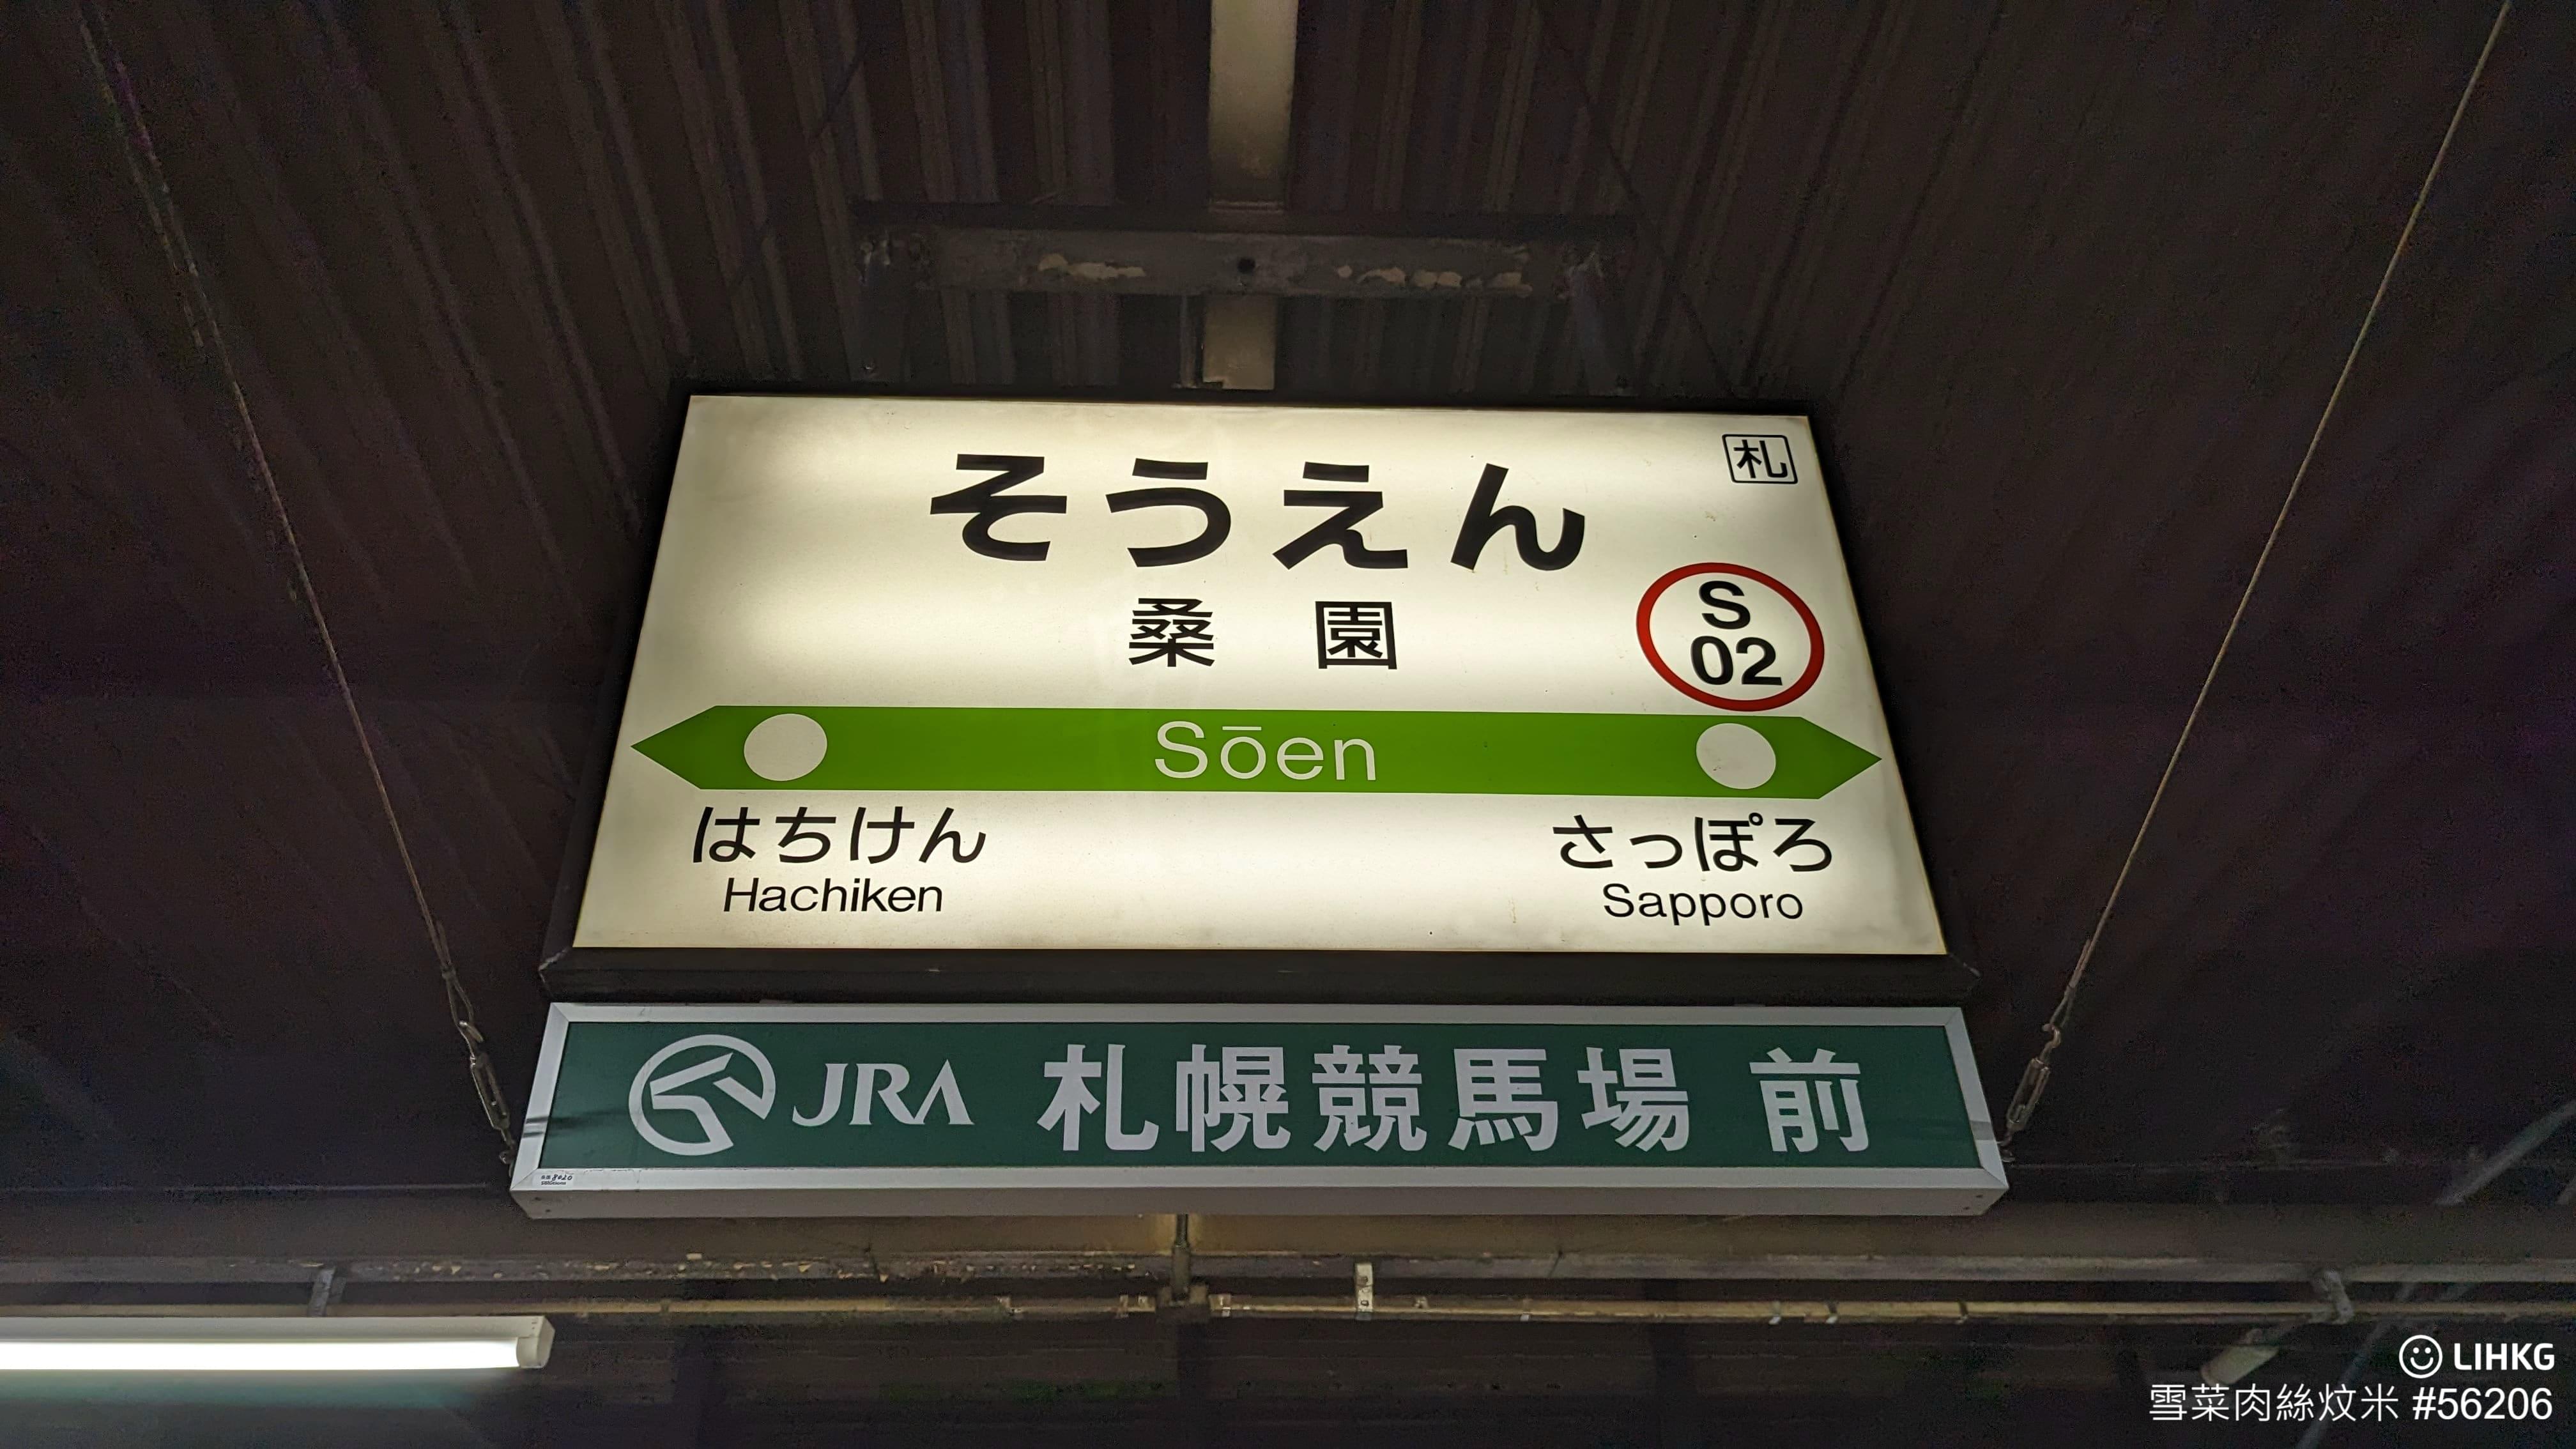 そうえん
札
桑園
S
02
Sōen
はちけん
さっぽろ
Hachiken
Sapporo
JRA 札幌競馬場 前
LIHKG
雪菜肉絲炆米 #56206